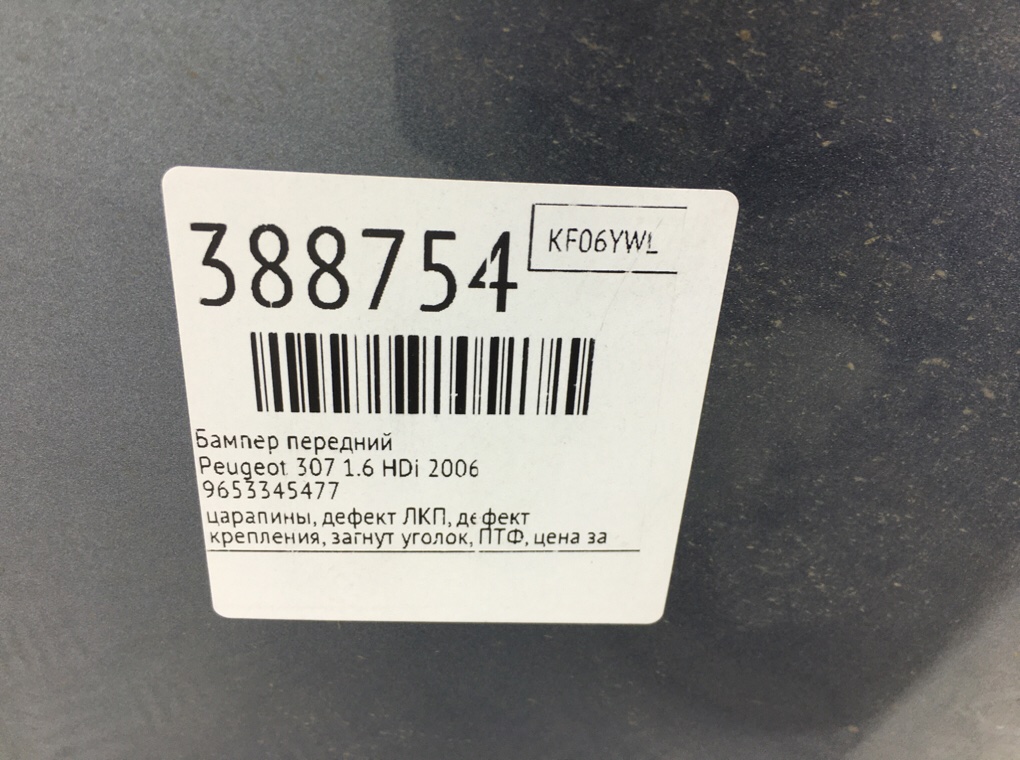 388754
KF06YWL
Бампер передний
Peugeot 307 1.6 HDi 2006
9653345477
царапины, дефект ЛКП, дефект
крепления, загнут уголок, ПТФ, цена за